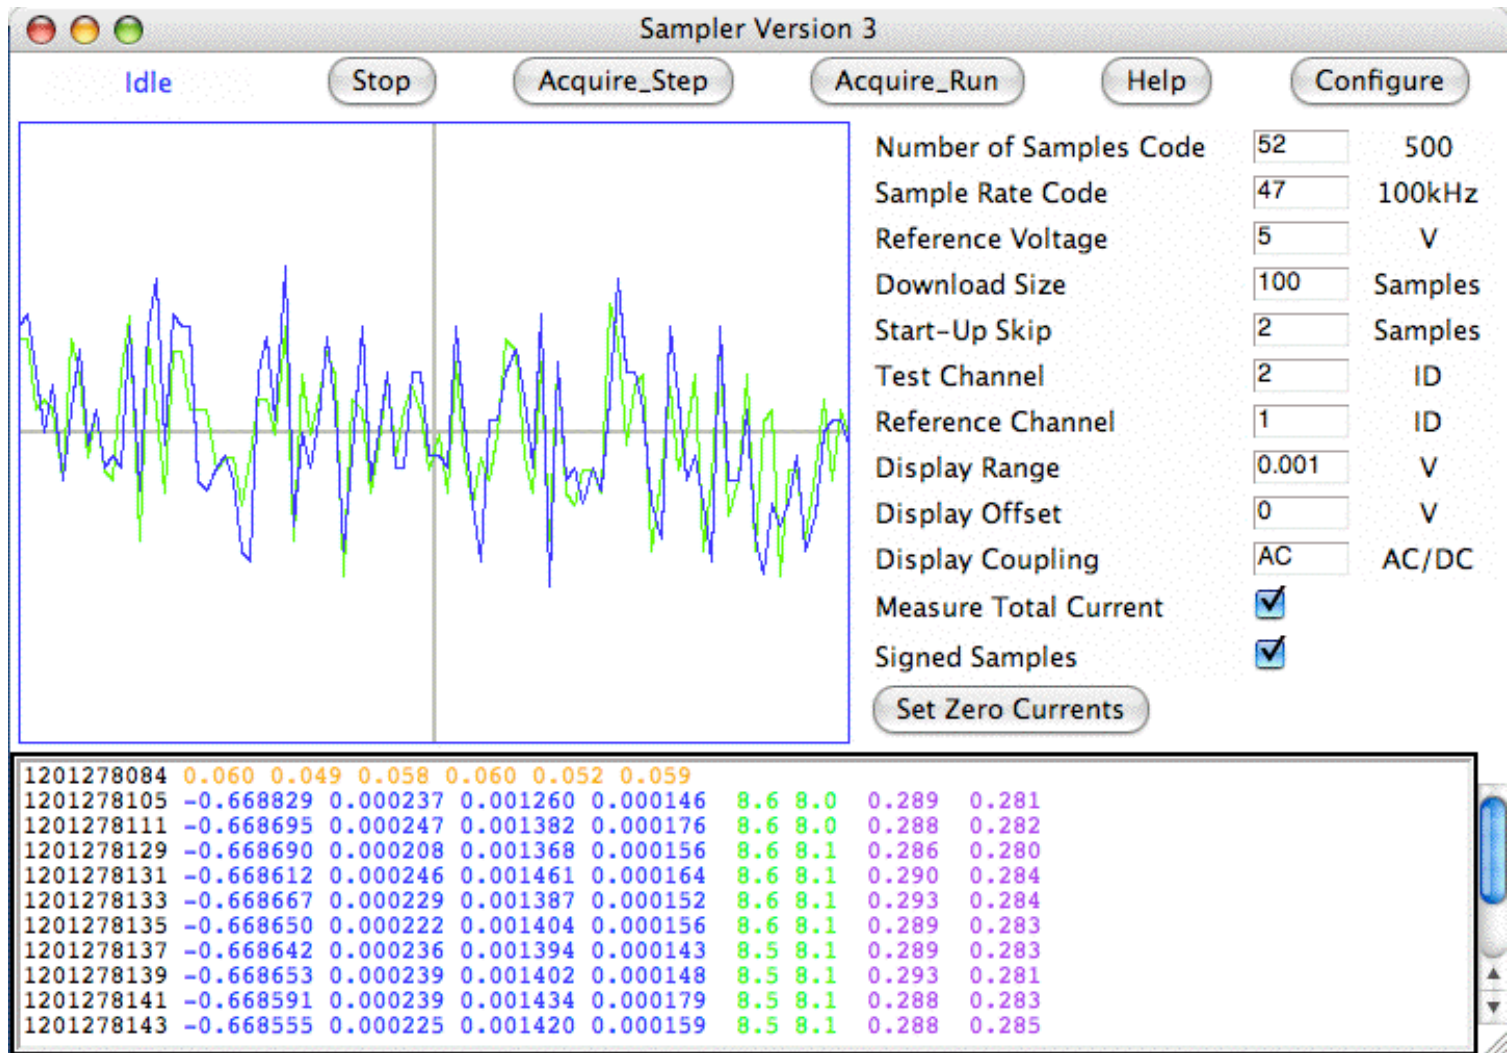 Sampler Version 3
Idle Stop Acquire_Step Acquire_Run Help Configure
Number of Samples Code 52 500
Sample Rate Code 47 100kHz
Reference Voltage 5 V
Download Size 100 Samples
Start-Up Skip 2 Samples
Test Channel 2 ID
Reference Channel 1 ID
Display Range 0.001 V
Display Offset 0 V
Display Coupling AC AC/DC
Measure Total Current
Signed Samples
Set Zero Currents
1201278084 0.060 0.049 0.058 0.060 0.052 0.059
1201278105 -0.668829 0.000237 0.001260 0.000146 8.6 8.0 0.289 0.281
1201278111 -0.668695 0.000247 0.001382 0.000176 8.6 8.0 0.288 0.282
1201278129 -0.668690 0.000208 0.001368 0.000156 8.6 8.1 0.286 0.280
1201278131 -0.668612 0.000246 0.001461 0.000164 8.6 8.1 0.290 0.284
1201278133 -0.668667 0.000229 0.001387 0.000152 8.6 8.1 0.293 0.284
1201278135 -0.668650 0.000222 0.001404 0.000156 8.6 8.1 0.289 0.283
1201278137 -0.668642 0.000236 0.001394 0.000143 8.5 8.1 0.289 0.283
1201278139 -0.668653 0.000239 0.001402 0.000148 8.5 8.1 0.293 0.281
1201278141 -0.668591 0.000239 0.001434 0.000179 8.5 8.1 0.288 0.283
1201278143 -0.668555 0.000225 0.001420 0.000159 8.5 8.1 0.288 0.285